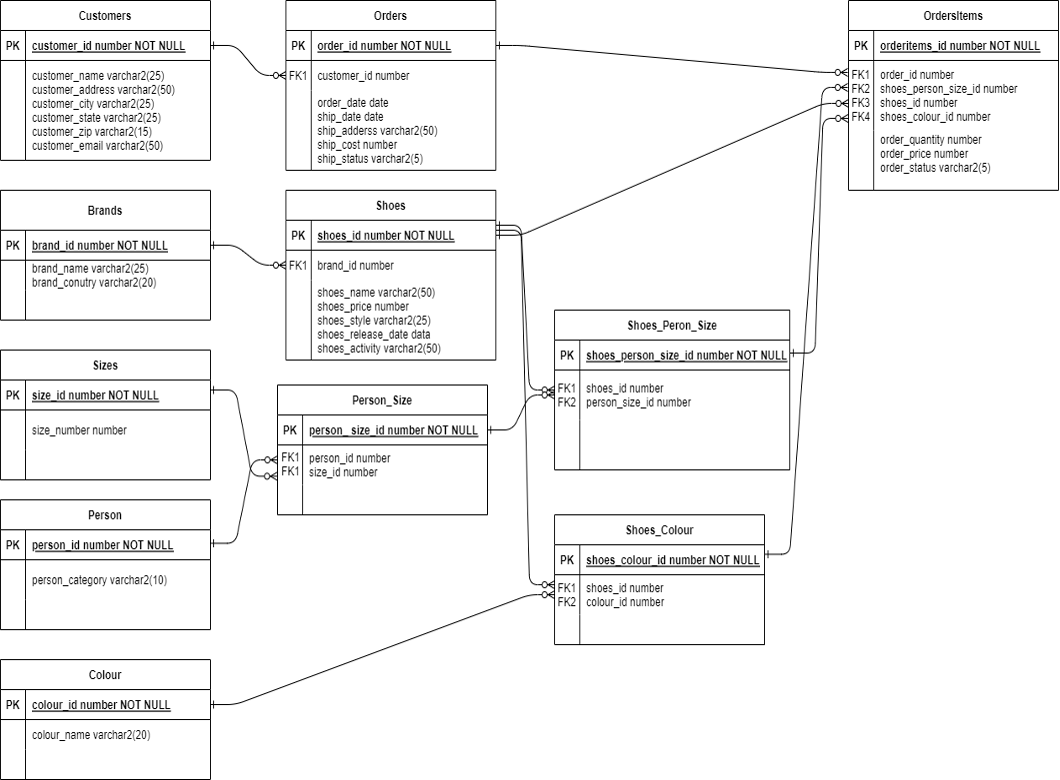 Customers
PK customer_id number NOT NULL
customer_name varchar2(25)
customer_address varchar2(50)
customer_city varchar2(25)
customer_state varchar2(25)
customer_zip varchar2(15)
customer_email varchar2(50)
Orders
PK order_id number NOT NULL
FK1 customer_id number
order_date date
ship_date date
ship_adderss varchar2(50)
ship_cost number
ship_status varchar2(5)
OrdersItems
PK orderitems_id number NOT NULL
FK1 order_id number
FK2 shoes_person_size_id number
FK3 shoes_id number
FK4 shoes_colour_id number
order_quantity number
order_price number
order_status varchar2(5)
Brands
PK brand_id number NOT NULL
brand_name varchar2(25)
brand_conutry varchar2(20)
Shoes
PK shoes_id number NOT NULL
FK1 brand_id number
shoes_name varchar2(50)
shoes_price number
shoes_style varchar2(25)
shoes_release_date data
shoes_activity varchar2(50)
Sizes
PK size_id number NOT NULL
size_number number
Person_Size
PK person_size_id number NOT NULL
FK1 person_id number
FK1 size_id number
Shoes_Peron_Size
PK shoes_person_size_id number NOT NULL
FK1 shoes_id number
FK2 person_size_id number
Person
PK person_id number NOT NULL
person_category varchar2(10)
Shoes_Colour
PK shoes_colour_id number NOT NULL
FK1 shoes_id number
FK2 colour_id number
Colour
PK colour_id number NOT NULL
colour_name varchar2(20)